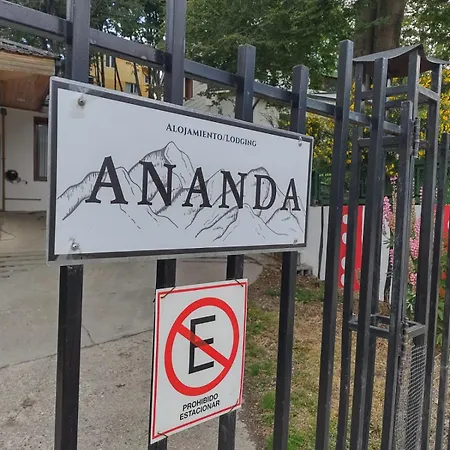 Alojamiento/Lodging
ANANDA
E
PROHIBIDO
ESTACIONAR